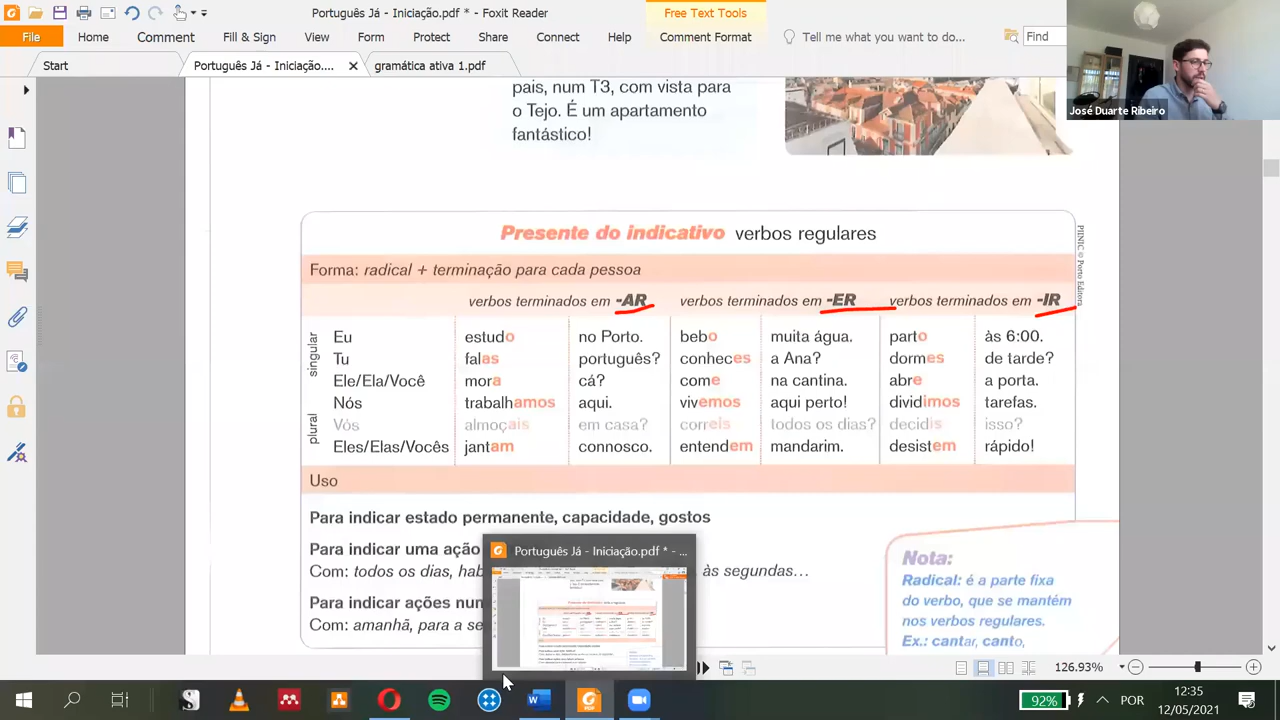 Português Já - Iniciação.pdf * - Foxit Reader
Free Text Tools
File Home Comment Fill & Sign View Form Protect Share Connect Help Comment Format Tell me what you want to do... Find
Start Português Já - Iniciação.... gramática ativa 1.pdf
José Duarte Ribeiro
país, num T3, com vista para
o Tejo. É um apartamento
fantástico!
Presente do indicativo verbos regulares
PIINIC © Porto Editora
Forma: radical + terminação para cada pessoa
verbos terminados em -AR verbos terminados em -ER verbos terminados em -IR
singular
Eu estudo no Porto. bebo muita água. parto às 6:00.
Tu falas português? conheces a Ana? dormes de tarde?
Ele/Ela/Você mora cá? come na cantina. abre a porta.
plural
Nós trabalhamos aqui. vivemos aqui perto! dividimos tarefas.
Vós almoçais em casa? correis todos os dias? decidis isso?
Eles/Elas/Vocês jantam connosco. entendem mandarim. desistem rápido!
Uso
Para indicar estado permanente, capacidade, gostos
Para indicar uma ação
Com: todos os dias, hab às segundas...
Para indicar ações num
Com: amanhã, para a se
Português Já - Iniciação.pdf * - ...
Nota:
Radical: é a parte fixa
do verbo, que se mantém
nos verbos regulares.
Ex.: cantar, canto,
126.93%
92% POR 12:35
12/05/2021